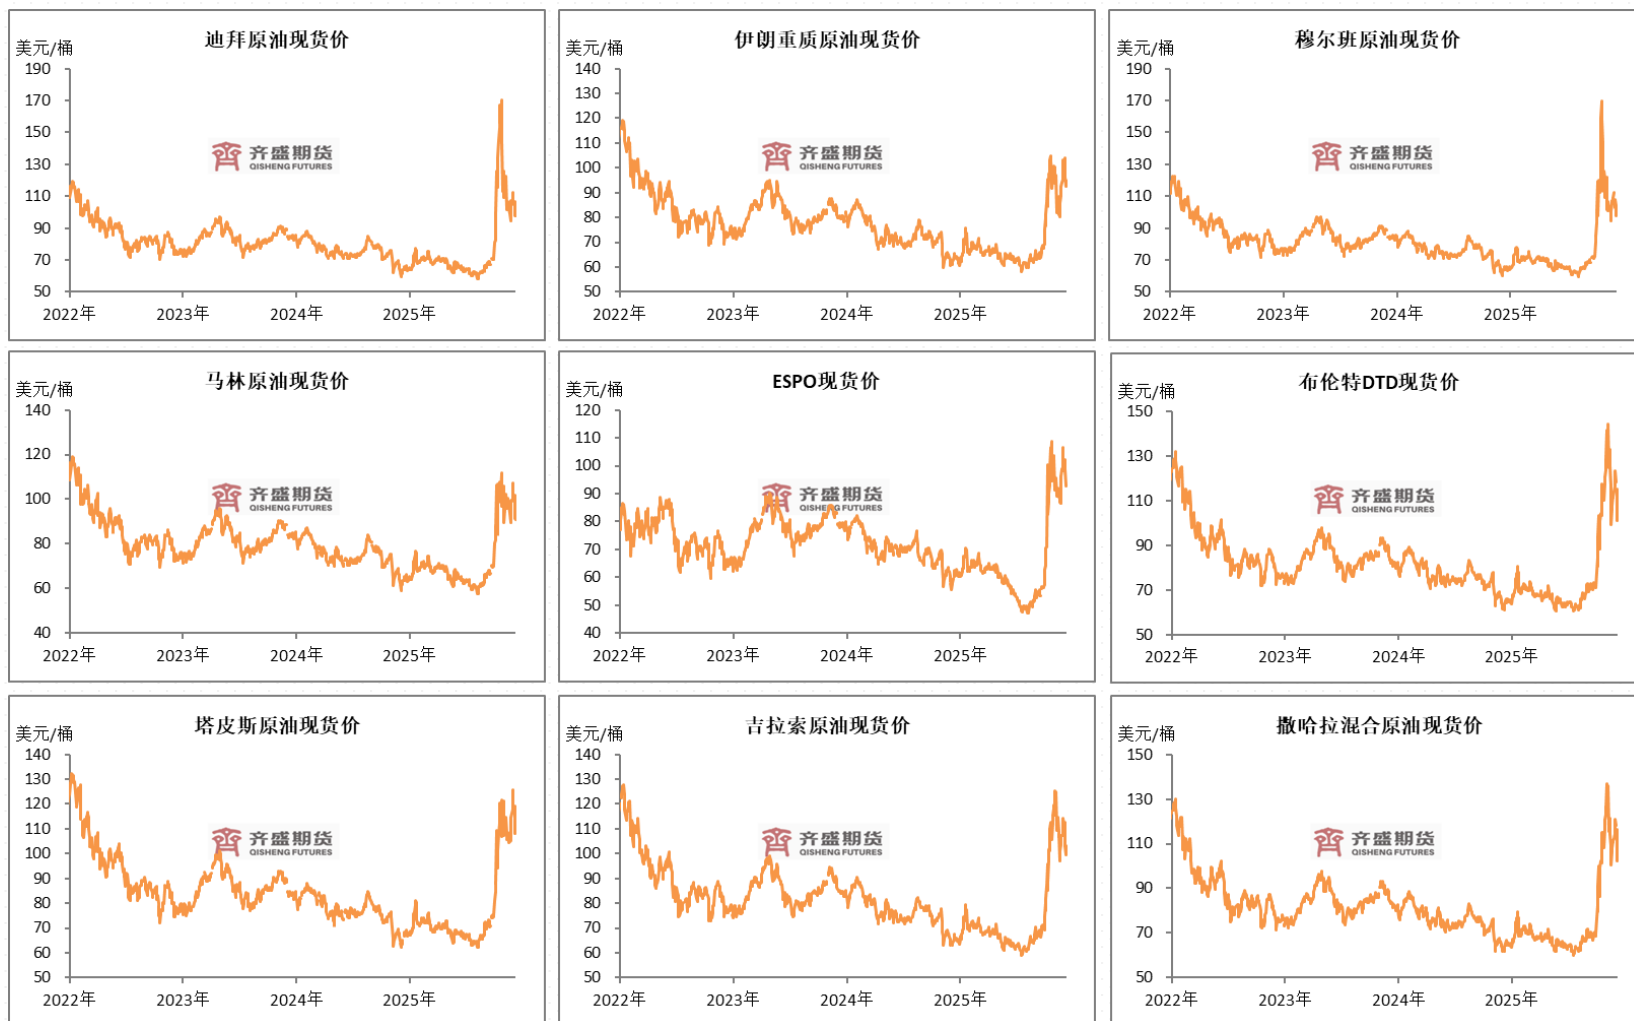 迪拜原油现货价
美元/桶
190
170
150
130
110
90
70
50
2022年 2023年 2024年 2025年
齐盛期货
QISHENG FUTURES
伊朗重质原油现货价
美元/桶
140
130
120
110
100
90
80
70
60
50
2022年 2023年 2024年 2025年
齐盛期货
QISHENG FUTURES
穆尔班原油现货价
美元/桶
190
170
150
130
110
90
70
50
2022年 2023年 2024年 2025年
齐盛期货
QISHENG FUTURES
马林原油现货价
美元/桶
140
120
100
80
60
40
2022年 2023年 2024年 2025年
齐盛期货
QISHENG FUTURES
ESPO现货价
美元/桶
120
110
100
90
80
70
60
50
40
2022年 2023年 2024年 2025年
齐盛期货
QISHENG FUTURES
布伦特DTD现货价
美元/桶
150
130
110
90
70
50
2022年 2023年 2024年 2025年
齐盛期货
QISHENG FUTURES
塔皮斯原油现货价
美元/桶
140
130
120
110
100
90
80
70
60
50
2022年 2023年 2024年 2025年
齐盛期货
QISHENG FUTURES
吉拉索原油现货价
美元/桶
140
130
120
110
100
90
80
70
60
50
2022年 2023年 2024年 2025年
齐盛期货
QISHENG FUTURES
撒哈拉混合原油现货价
美元/桶
150
130
110
90
70
50
2022年 2023年 2024年 2025年
齐盛期货
QISHENG FUTURES